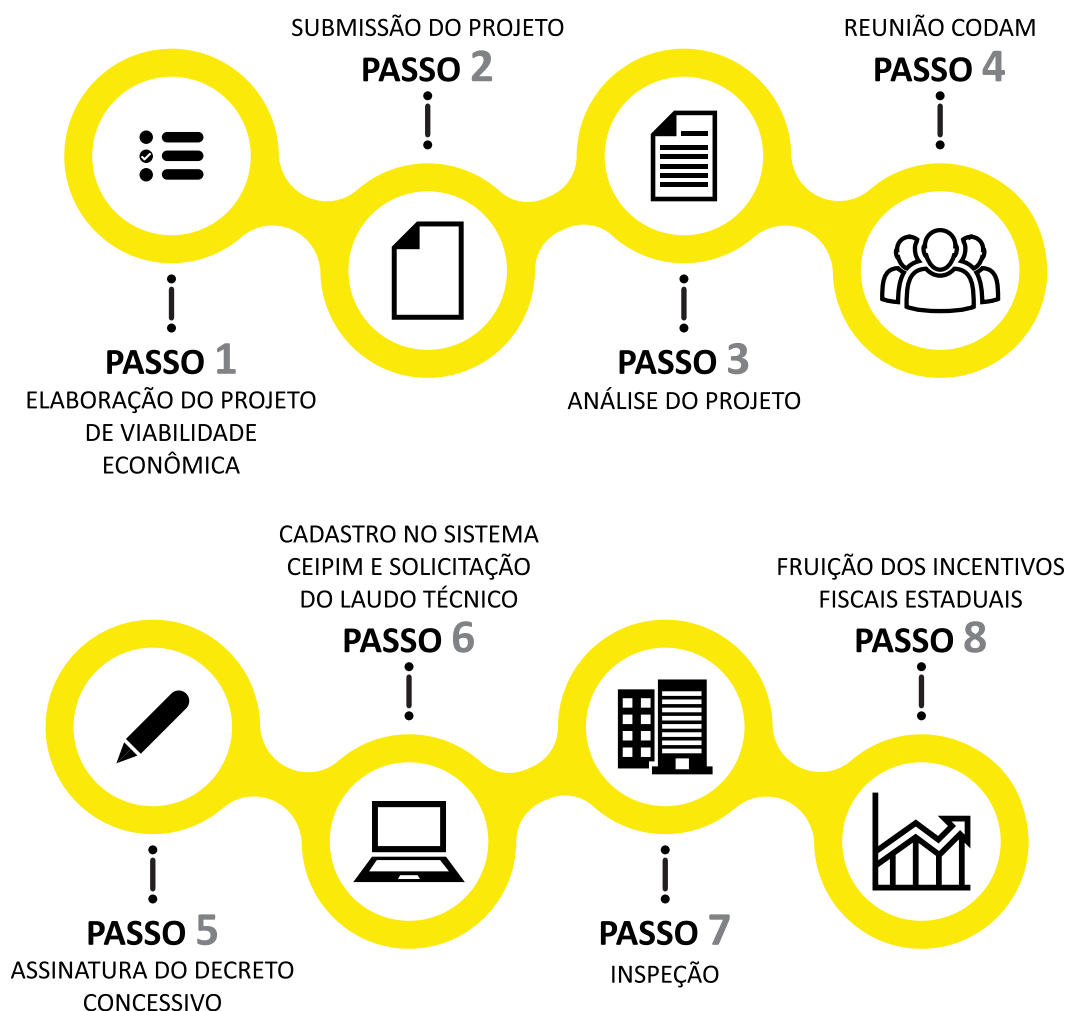 PASSO 1
ELABORAÇÃO DO PROJETO
DE VIABILIDADE
ECONÔMICA
SUBMISSÃO DO PROJETO
PASSO 2
PASSO 3
ANÁLISE DO PROJETO
REUNIÃO CODAM
PASSO 4
PASSO 5
ASSINATURA DO DECRETO
CONCESSIVO
CADASTRO NO SISTEMA
CEIPIM E SOLICITAÇÃO
DO LAUDO TÉCNICO
PASSO 6
PASSO 7
INSPEÇÃO
FRUIÇÃO DOS INCENTIVOS
FISCAIS ESTADUAIS
PASSO 8